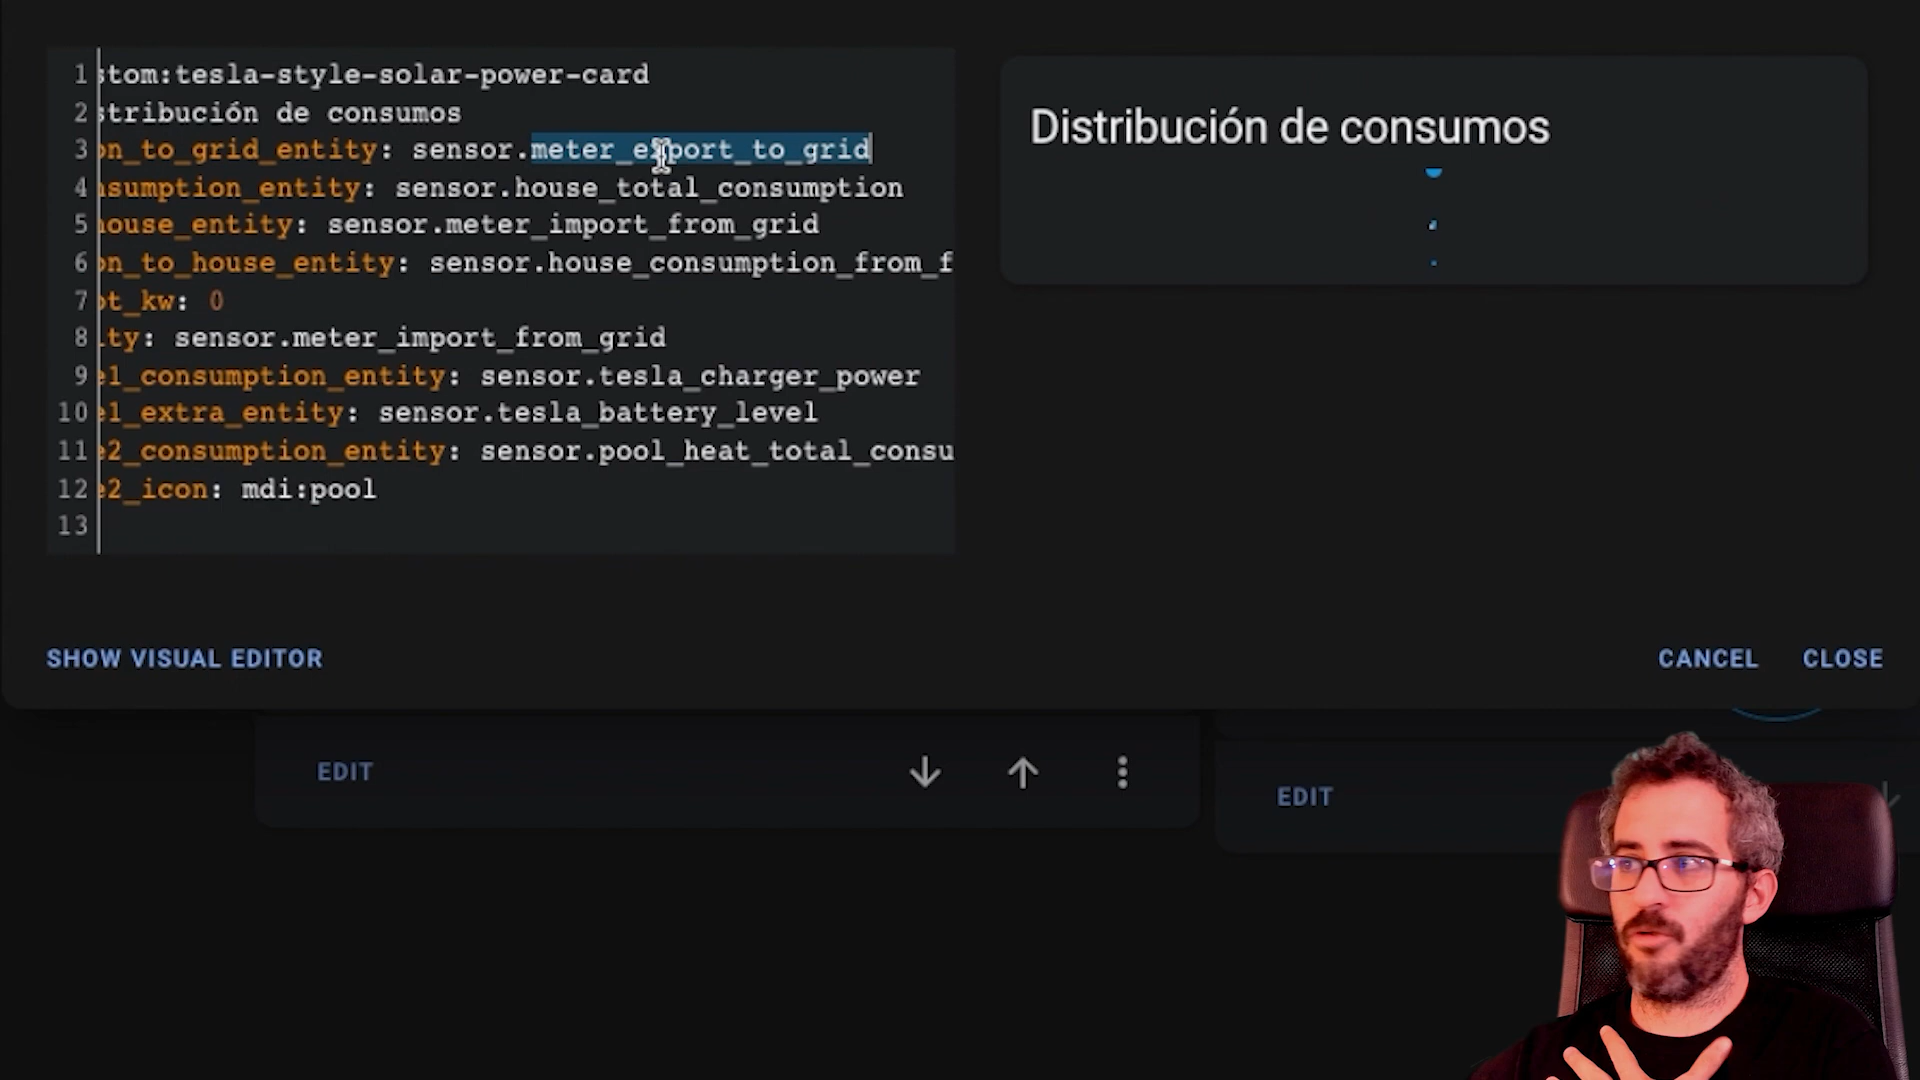 1 stom:tesla-style-solar-power-card
2 stribución de consumos
3 on_to_grid_entity: sensor.meter_export_to_grid
4 nsumption_entity: sensor.house_total_consumption
5 house_entity: sensor.meter_import_from_grid
6 on_to_house_entity: sensor.house_consumption_from_f
7 ot_kw: 0
8 ity: sensor.meter_import_from_grid
9 e1_consumption_entity: sensor.tesla_charger_power
10 e1_extra_entity: sensor.tesla_battery_level
11 e2_consumption_entity: sensor.pool_heat_total_consu
12 e2_icon: mdi:pool
13
Distribución de consumos
SHOW VISUAL EDITOR
CANCEL CLOSE
EDIT
EDIT